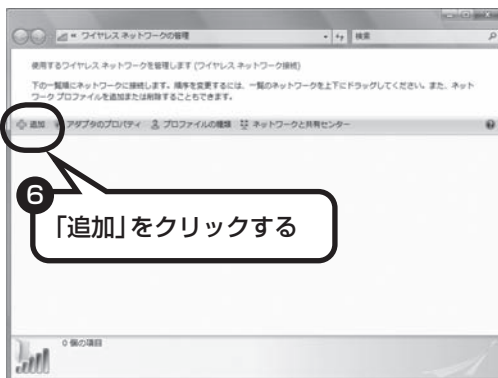 ワイヤレス ネットワークの管理
検索
使用するワイヤレス ネットワークを管理します (ワイヤレス ネットワーク接続)
下の一覧順にネットワークに接続します。順序を変更するには、一覧のネットワークを上下にドラッグしてください。また、ネット
ワーク プロファイルを追加または削除することもできます。
追加 アダプタのプロパティ プロファイルの種類 ネットワークと共有センター
6
「追加」をクリックする
0 個の項目